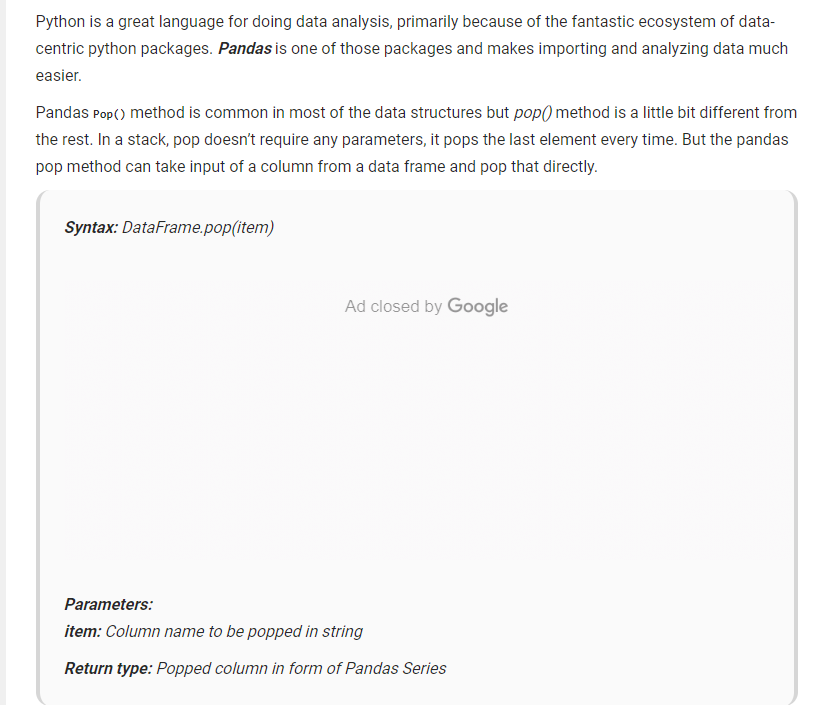 Python is a great language for doing data analysis, primarily because of the fantastic ecosystem of data-
centric python packages. Pandas is one of those packages and makes importing and analyzing data much
easier.
Pandas Pop() method is common in most of the data structures but pop() method is a little bit different from
the rest. In a stack, pop doesn’t require any parameters, it pops the last element every time. But the pandas
pop method can take input of a column from a data frame and pop that directly.
Syntax: DataFrame.pop(item)
Ad closed by Google
Parameters:
item: Column name to be popped in string
Return type: Popped column in form of Pandas Series